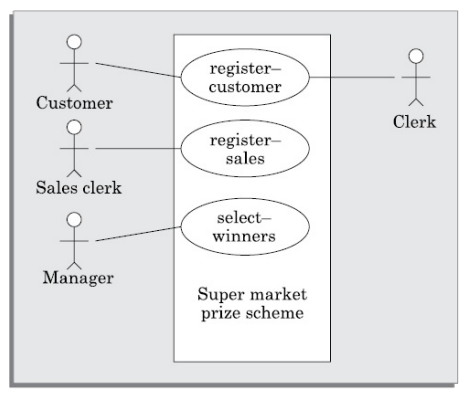 register–
customer
Customer
Clerk
register–
sales
Sales clerk
select–
winners
Manager
Super market
prize scheme